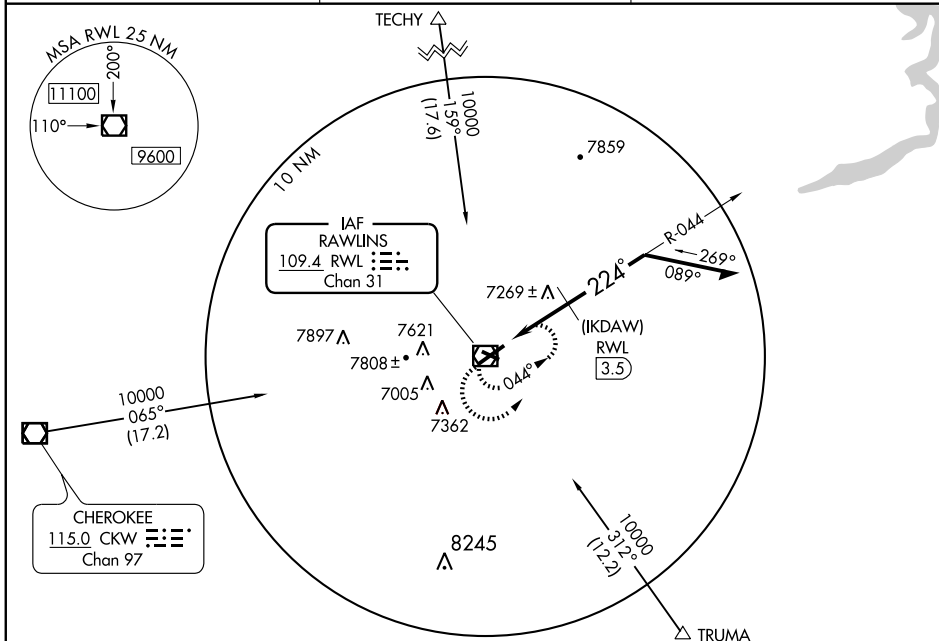 MSA RWL 25 NM
200°
11100
110°
9600
TECHY
10000
159°
(17.6)
10 NM
7859
IAF
RAWLINS
109.4 RWL
Chan 31
R-044
269°
089°
224°
7269 ±
(IKDAW)
RWL
3.5
7897
7621
7808 ±
7005
7362
044°
10000
065°
(17.2)
CHEROKEE
115.0 CKW
Chan 97
8245
10000
312°
(12.2)
TRUMA